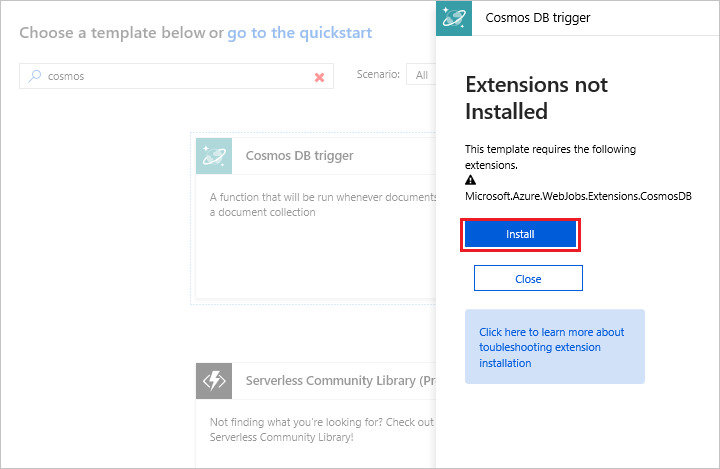 Choose a template below or go to the quickstart
cosmos
Scenario: All
Cosmos DB trigger
A function that will be run whenever documents
a document collection
Serverless Community Library (Pr
Not finding what you're looking for? Check out
Serverless Community Library!
Cosmos DB trigger
Extensions not
Installed
This template requires the following
extensions.
Microsoft.Azure.WebJobs.Extensions.CosmosDB
Install
Close
Click here to learn more about
toubleshooting extension
installation